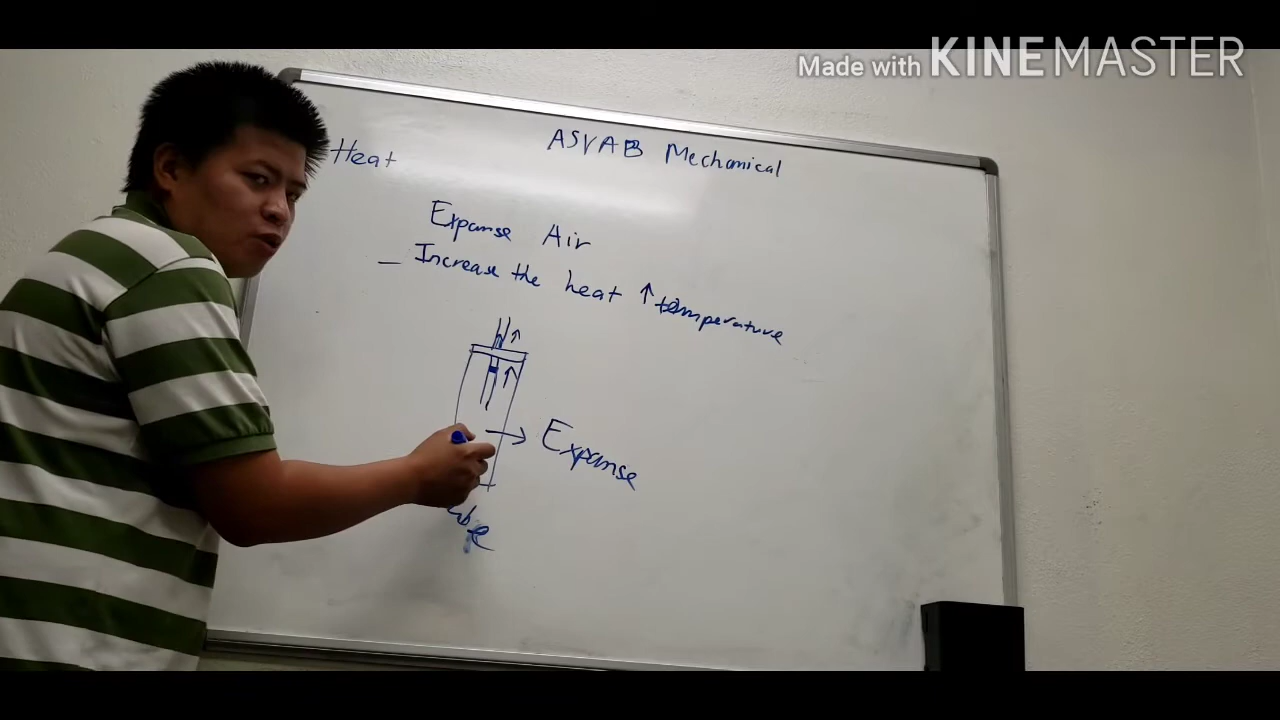 Made with KINEMASTER
ASVAB Mechanical
Heat
Expanse Air
- Increase the heat ↑ temperature
Expanse